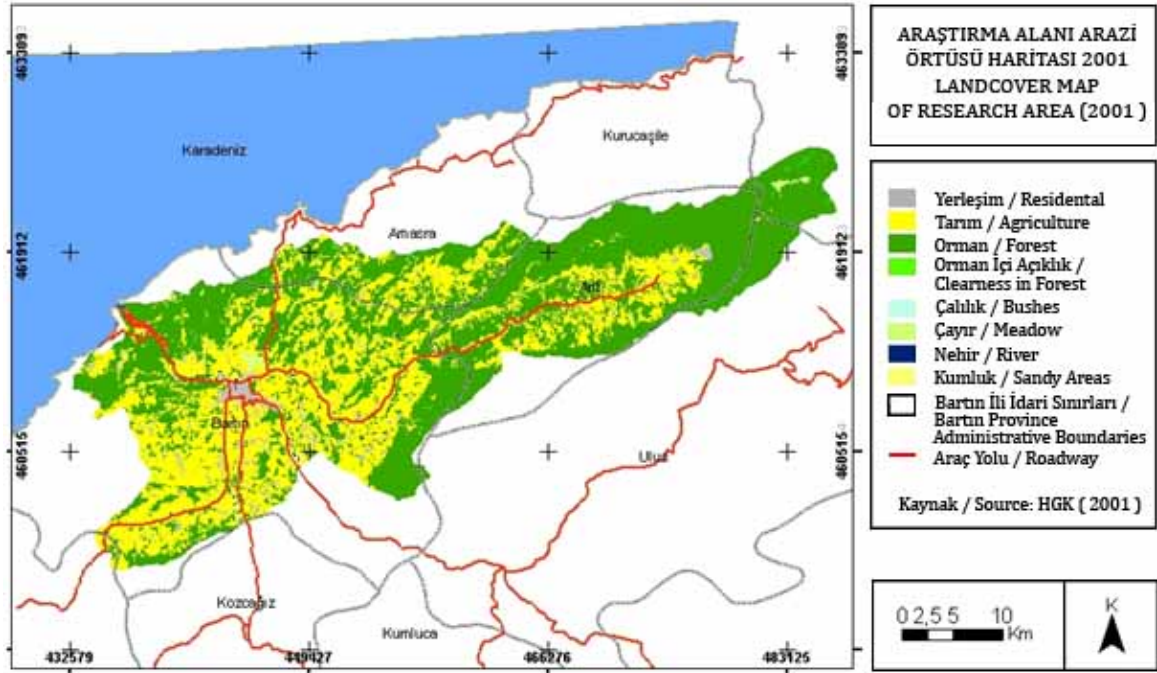 ARAŞTIRMA ALANI ARAZİ
ÖRTÜSÜ HARİTASI 2001
LANDCOVER MAP
OF RESEARCH AREA (2001 )
Yerleşim / Residental
Tarım / Agriculture
Orman / Forest
Orman İçi Açıklık /
Clearness in Forest
Çalılık / Bushes
Çayır / Meadow
Nehir / River
Kumluk / Sandy Areas
Bartın İli İdari Sınırları /
Bartın Province
Administrative Boundaries
Araç Yolu / Roadway
Kaynak / Source: HGK ( 2001 )
0 2,5 5 10
Km
K
Karadeniz
Kurucaşile
Amasra
Arıt
Bartın
Ulus
Kozcağız
Kumluca
463309
461912
460515
461912
460515
432579
449427
466276
483125